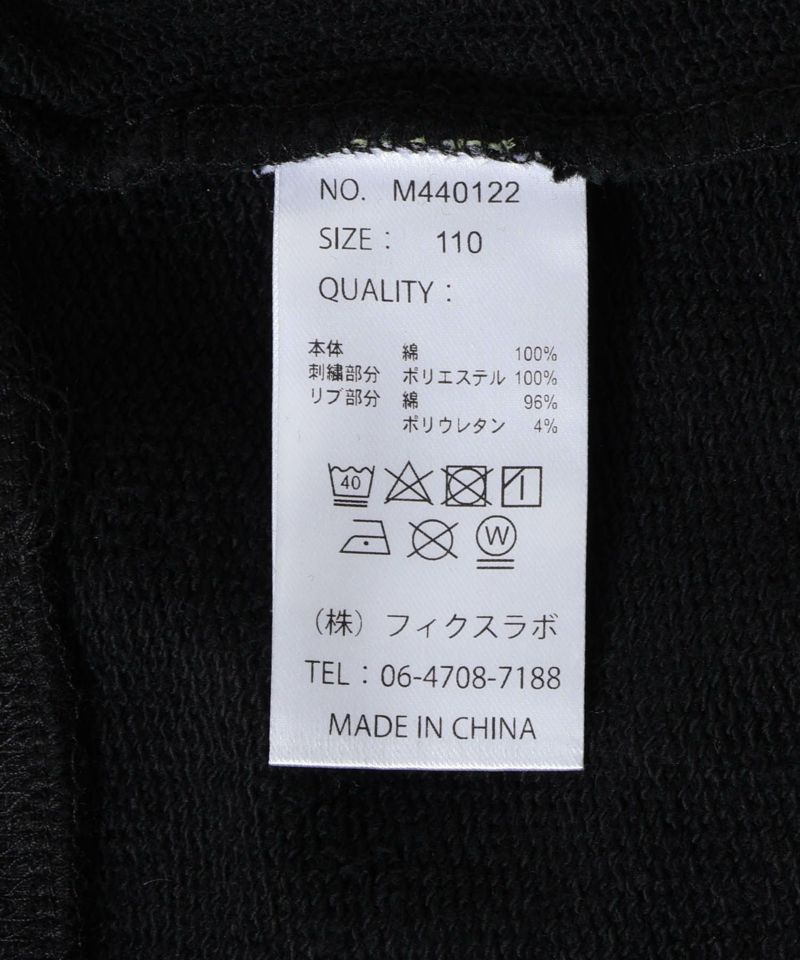 NO. M440122
SIZE : 110
QUALITY :
本体 綿 100%
刺繍部分 ポリエステル 100%
リブ部分 綿 96%
ポリウレタン 4%
40
W
（株）フィクスラボ
TEL : 06-4708-7188
MADE IN CHINA